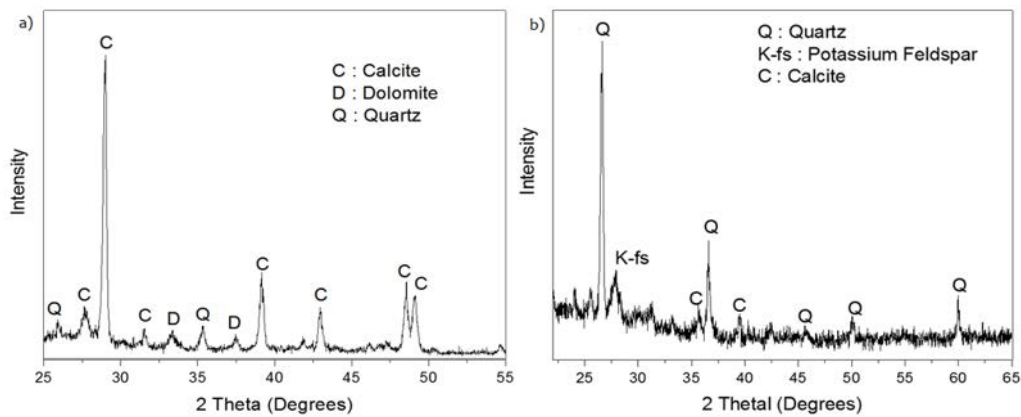 a)
C
C : Calcite
D : Dolomite
Q : Quartz
Q
C
C
D
Q
D
C
C
C
C
Intensity
25
30
35
40
45
50
55
2 Theta (Degrees)
b)
Q
Q : Quartz
K-fs : Potassium Feldspar
C : Calcite
K-fs
C
Q
C
Q
Q
Q
Intensity
25
30
35
40
45
50
55
60
65
2 Thetal (Degrees)